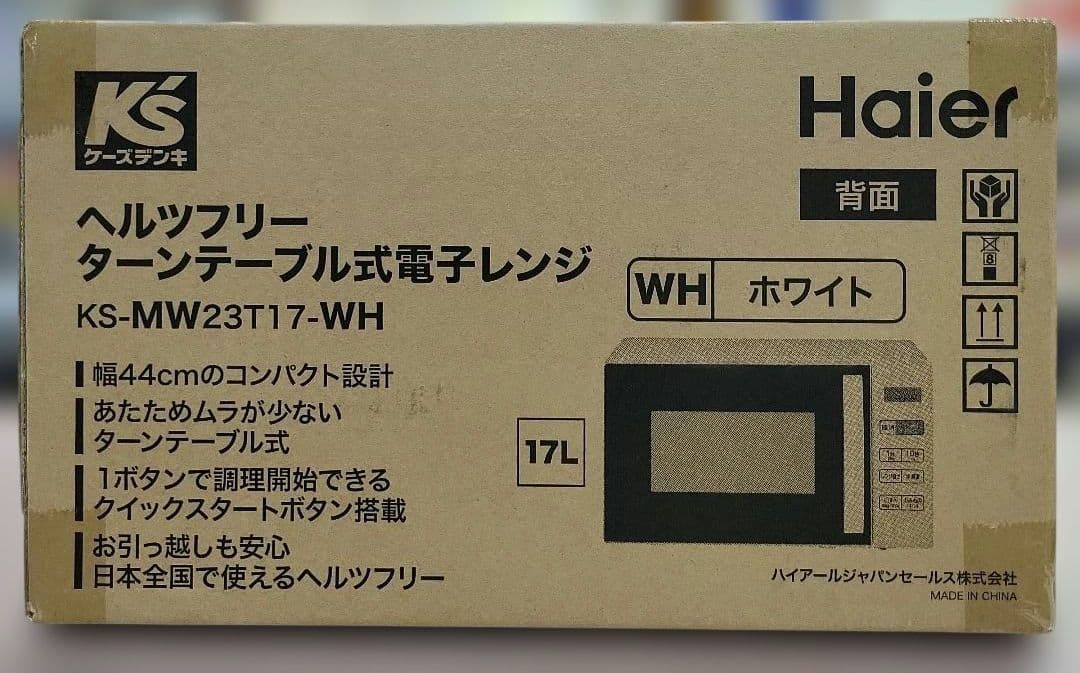 K's
ケーズデンキ
Haier
背面
ヘルツフリー
ターンテーブル式電子レンジ
KS-MW23T17-WH
WH ホワイト
幅44cmのコンパクト設計
あたためムラが少ない
ターンテーブル式
1ボタンで調理開始できる
クイックスタートボタン搭載
お引っ越しも安心
日本全国で使えるヘルツフリー
17L
8
ハイアールジャパンセールス株式会社
MADE IN CHINA